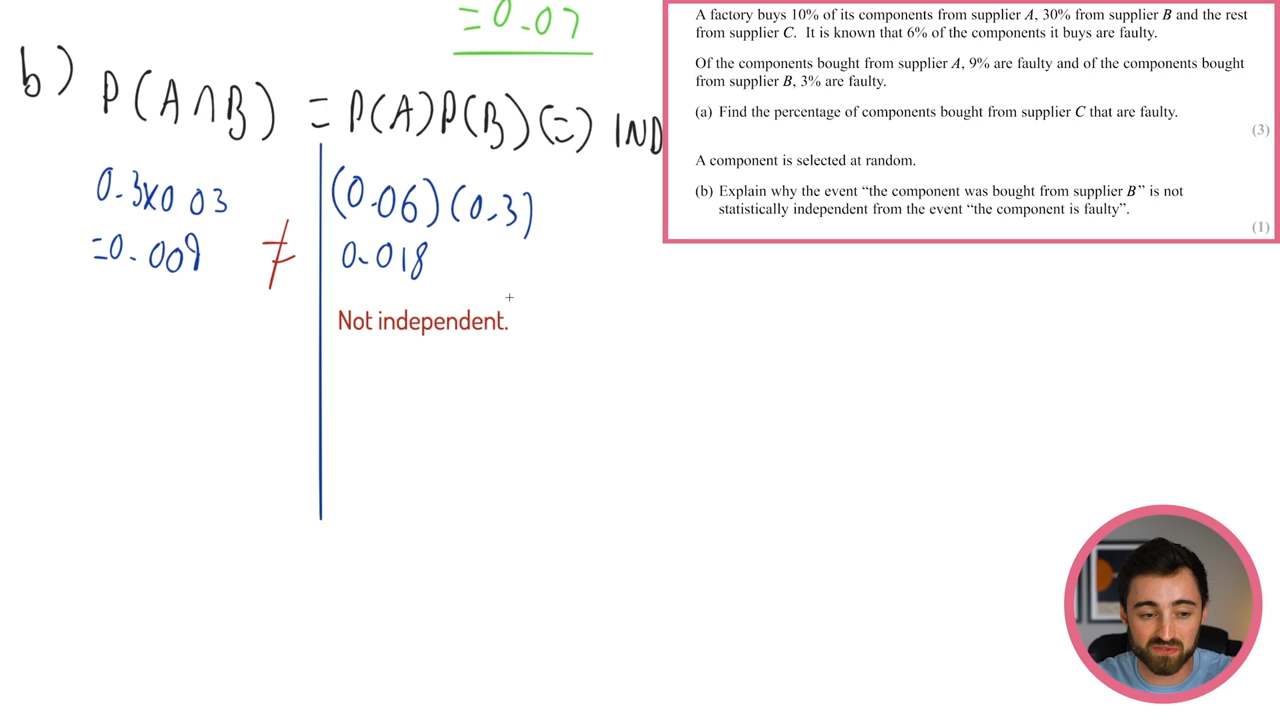 = 0.07
b) P(A∩B) = P(A)P(B) (=) IND
0.3x0 03
=0.009
≠
(0.06)(0.3)
0.018
Not independent.
A factory buys 10% of its components from supplier A, 30% from supplier B and the rest
from supplier C. It is known that 6% of the components it buys are faulty.
Of the components bought from supplier A, 9% are faulty and of the components bought
from supplier B, 3% are faulty.
(a) Find the percentage of components bought from supplier C that are faulty.
(3)
A component is selected at random.
(b) Explain why the event “the component was bought from supplier B” is not
statistically independent from the event “the component is faulty”.
(1)